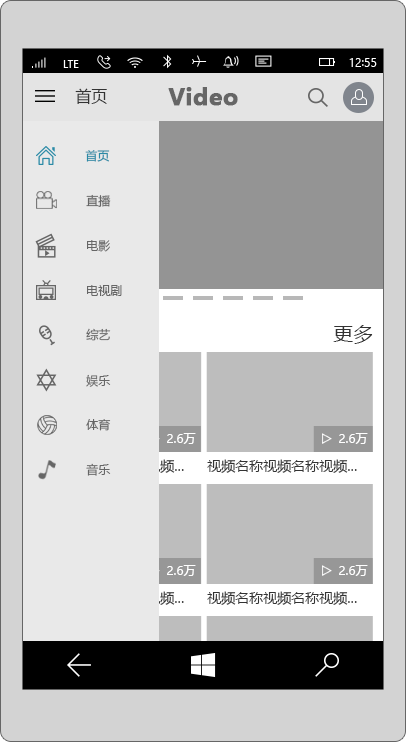 LTE 12:55
首页 Video
首页
直播
电影
电视剧
综艺
娱乐
体育
音乐
更多
2.6万 2.6万
频... 视频名称视频名称视频...
2.6万 2.6万
频... 视频名称视频名称视频...